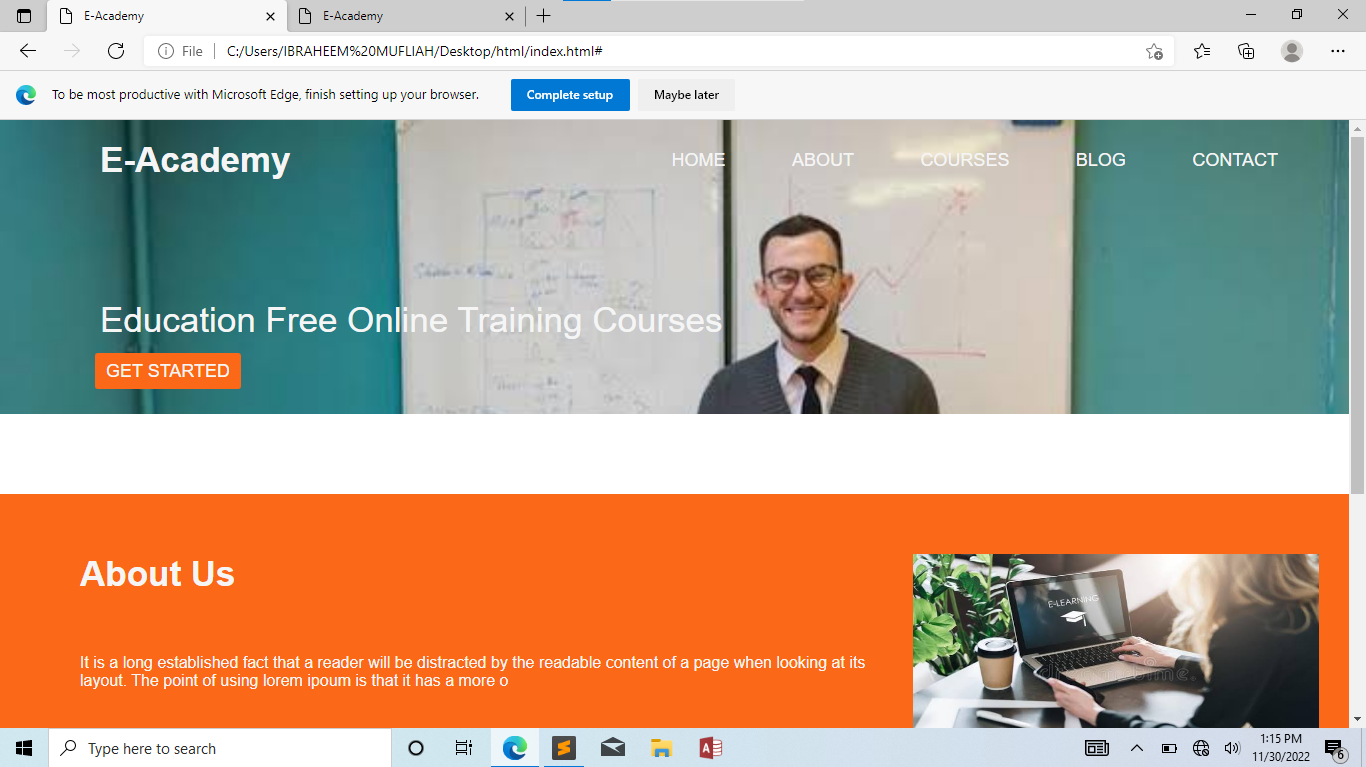 E-Academy
E-Academy
File
C:/Users/IBRAHEEM%20MUFLIAH/Desktop/html/index.html#
To be most productive with Microsoft Edge, finish setting up your browser.
Complete setup
Maybe later
E-Academy
HOME
ABOUT
COURSES
BLOG
CONTACT
Education Free Online Training Courses
GET STARTED
About Us
E-LEARNING
It is a long established fact that a reader will be distracted by the readable content of a page when looking at its
layout. The point of using lorem ipoum is that it has a more o
Type here to search
1:15 PM
11/30/2022
6